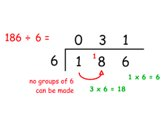 186 ÷ 6 =
0 3 1
6 1 ¹8 6
no groups of 6
can be made
1 x 6 = 6
3 x 6 = 18